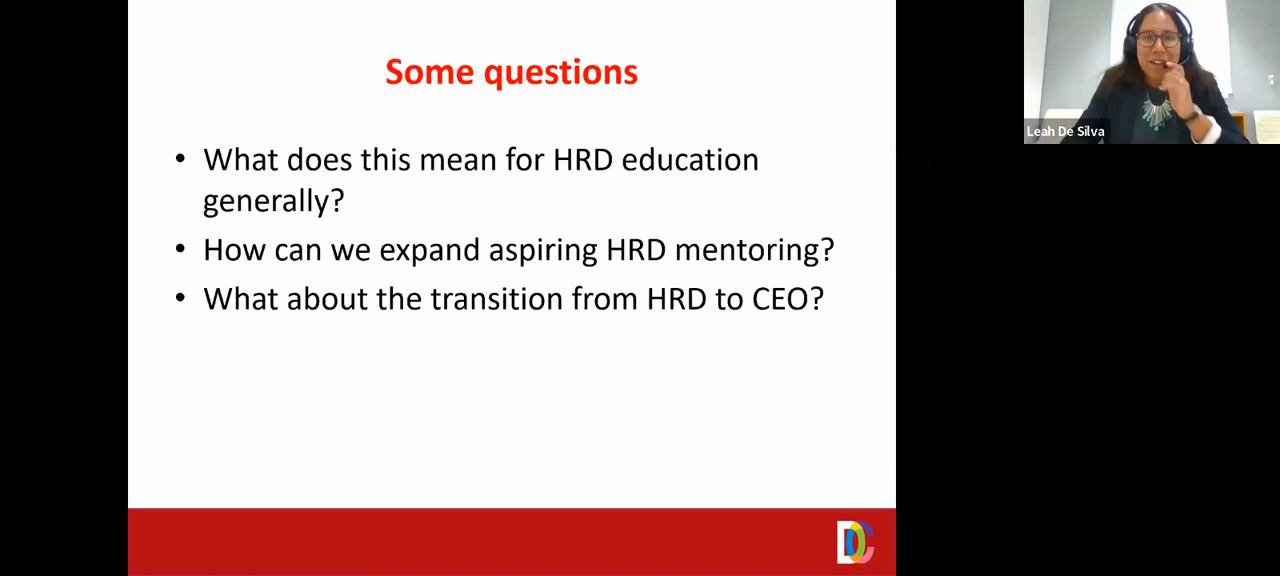 Some questions
• What does this mean for HRD education
generally?
• How can we expand aspiring HRD mentoring?
• What about the transition from HRD to CEO?
DC
Leah De Silva